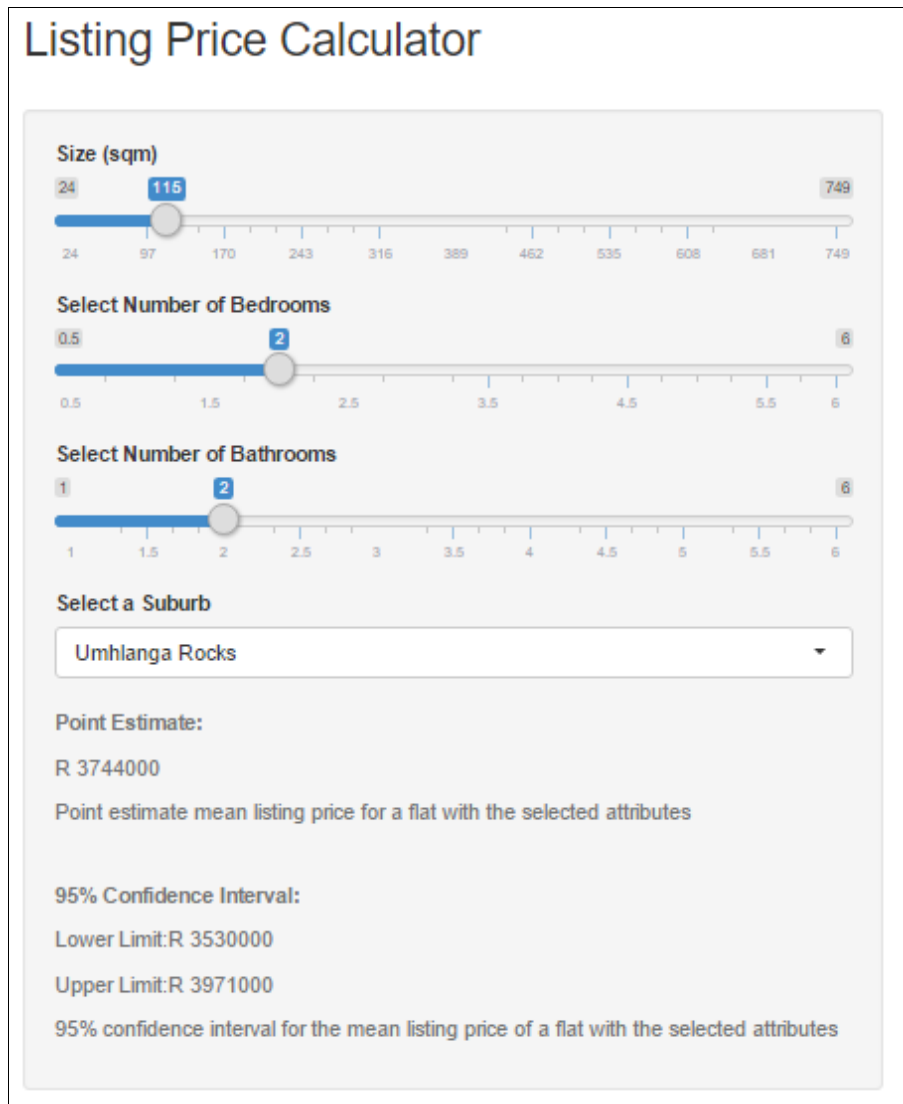 Listing Price Calculator
Size (sqm)
24 115 749
24 97 170 243 316 389 462 535 608 681 749
Select Number of Bedrooms
0.5 2 6
0.5 1.5 2.5 3.5 4.5 5.5 6
Select Number of Bathrooms
1 2 6
1 1.5 2 2.5 3 3.5 4 4.5 5 5.5 6
Select a Suburb
Umhlanga Rocks
Point Estimate:
R 3744000
Point estimate mean listing price for a flat with the selected attributes
95% Confidence Interval:
Lower Limit:R 3530000
Upper Limit:R 3971000
95% confidence interval for the mean listing price of a flat with the selected attributes